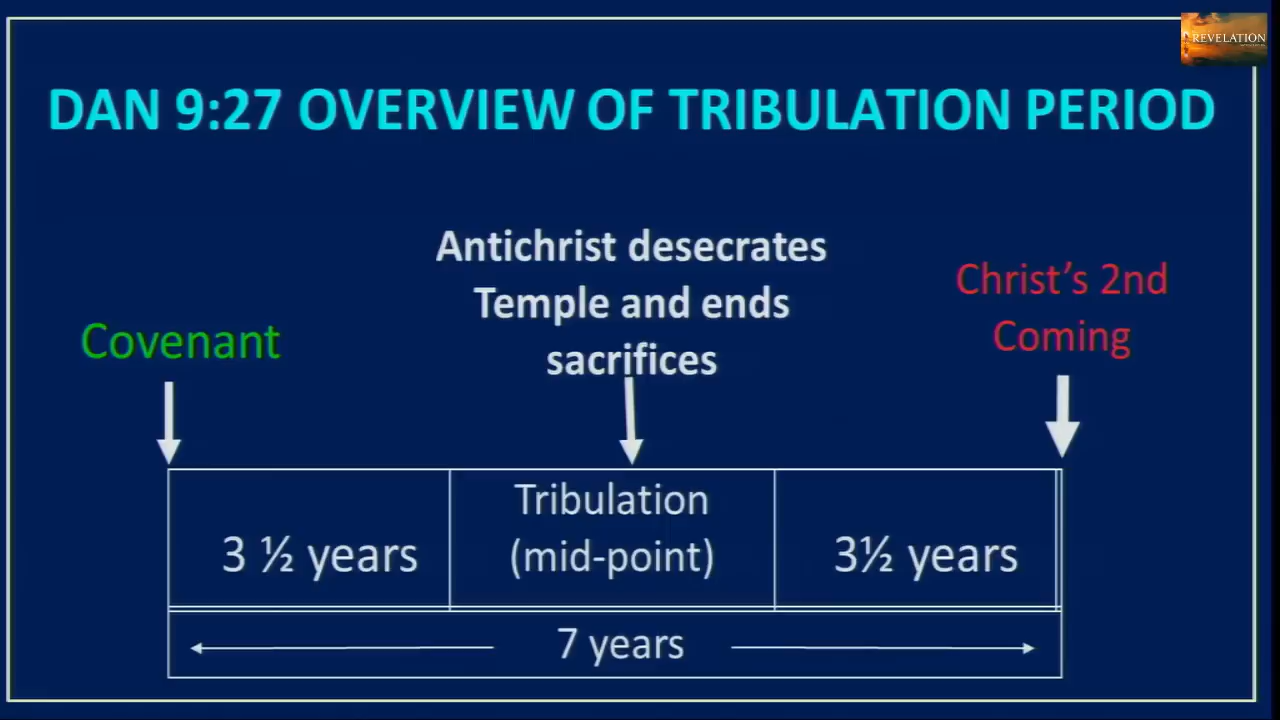 REVELATION
DAN 9:27 OVERVIEW OF TRIBULATION PERIOD
Antichrist desecrates
Temple and ends
sacrifices
Christ’s 2nd
Coming
Covenant
Tribulation
(mid-point)
3 ½ years
3½ years
7 years